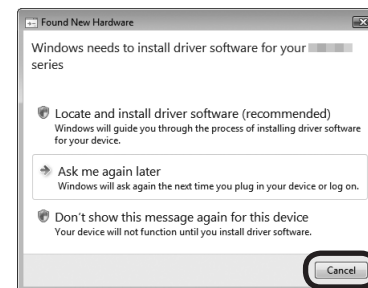 Found New Hardware
Windows needs to install driver software for your
series
Locate and install driver software (recommended)
Windows will guide you through the process of installing driver software
for your device.
Ask me again later
Windows will ask again the next time you plug in your device or log on.
Don't show this message again for this device
Your device will not function until you install driver software.
Cancel